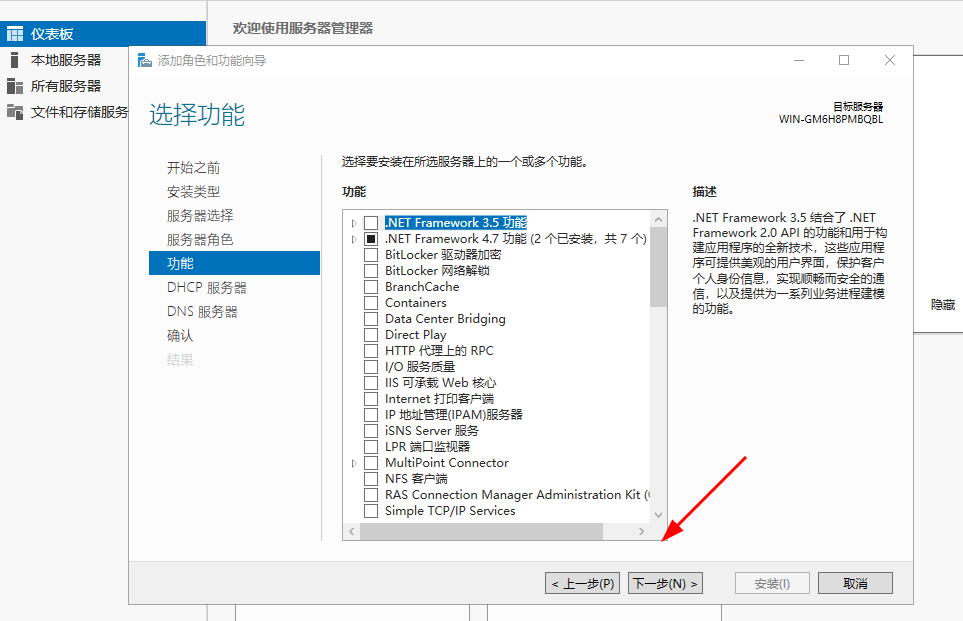 仪表板
本地服务器
所有服务器
文件和存储服务
欢迎使用服务器管理器
添加角色和功能向导
选择功能
目标服务器
WIN-GM6H8PMBQBL
开始之前
安装类型
服务器选择
服务器角色
功能
DHCP 服务器
DNS 服务器
确认
结果
选择要安装在所选服务器上的一个或多个功能。
功能
.NET Framework 3.5 功能
.NET Framework 4.7 功能 (2 个已安装，共 7 个)
BitLocker 驱动器加密
BitLocker 网络解锁
BranchCache
Containers
Data Center Bridging
Direct Play
HTTP 代理上的 RPC
I/O 服务质量
IIS 可承载 Web 核心
Internet 打印客户端
IP 地址管理(IPAM)服务器
iSNS Server 服务
LPR 端口监视器
MultiPoint Connector
NFS 客户端
RAS Connection Manager Administration Kit (
Simple TCP/IP Services
描述
.NET Framework 3.5 结合了 .NET
Framework 2.0 API 的功能和用于构
建应用程序的全新技术，这些应用程
序可提供美观的用户界面，保护客户
个人身份信息，实现顺畅而安全的通
信，以及提供为一系列业务进程建模
的功能。
隐藏
< 上一步(P)
下一步(N) >
安装(I)
取消